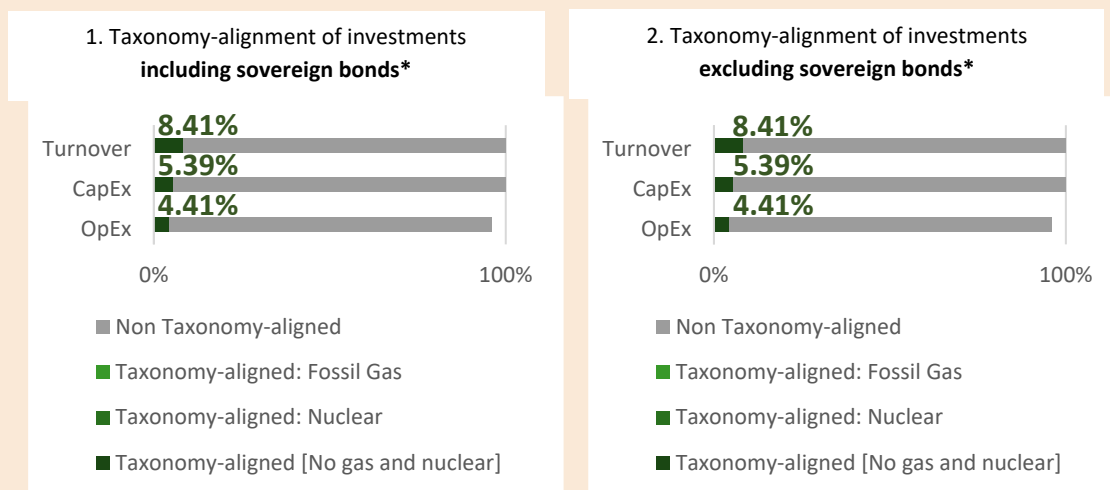 1. Taxonomy-alignment of investments
including sovereign bonds*
8.41%
Turnover
5.39%
CapEx
4.41%
OpEx
0%
100%
Non Taxonomy-aligned
Taxonomy-aligned: Fossil Gas
Taxonomy-aligned: Nuclear
Taxonomy-aligned [No gas and nuclear]
2. Taxonomy-alignment of investments
excluding sovereign bonds*
8.41%
Turnover
5.39%
CapEx
4.41%
OpEx
0%
100%
Non Taxonomy-aligned
Taxonomy-aligned: Fossil Gas
Taxonomy-aligned: Nuclear
Taxonomy-aligned [No gas and nuclear]